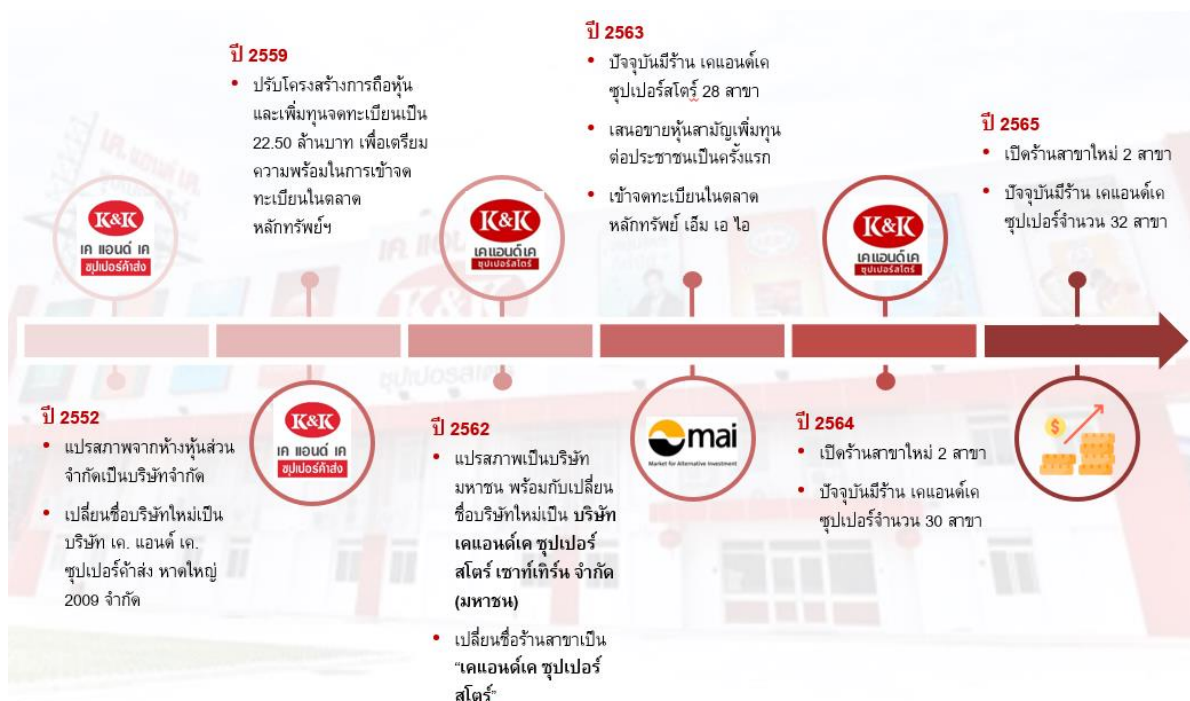 ปี 2552
• แปรสภาพจากห้างหุ้นส่วน
จำกัดเป็นบริษัทจำกัด
• เปลี่ยนชื่อบริษัทใหม่เป็น
บริษัท เค. แอนด์ เค.
ซุปเปอร์ค้าส่ง หาดใหญ่
2009 จำกัด
K&K
เค แอนด์ เค
ซุปเปอร์ค้าส่ง
ปี 2559
• ปรับโครงสร้างการถือหุ้น
และเพิ่มทุนจดทะเบียนเป็น
22.50 ล้านบาท เพื่อเตรียม
ความพร้อมในการเข้าจด
ทะเบียนในตลาด
หลักทรัพย์ฯ
K&K
เค แอนด์ เค
ซุปเปอร์ค้าส่ง
ปี 2562
• แปรสภาพเป็นบริษัท
มหาชน พร้อมกับเปลี่ยน
ชื่อบริษัทใหม่เป็น บริษัท
เคแอนด์เค ซุปเปอร์
สโตร์ เซาท์เทิร์น จำกัด
(มหาชน)
• เปลี่ยนชื่อร้านสาขาเป็น
“เคแอนด์เค ซุปเปอร์
สโตร์”
K&K
เคแอนด์เค
ซุปเปอร์สโตร์
ปี 2563
• ปัจจุบันมีร้าน เคแอนด์เค
ซุปเปอร์สโตร์ 28 สาขา
• เสนอขายหุ้นสามัญเพิ่มทุน
ต่อประชาชนเป็นครั้งแรก
• เข้าจดทะเบียนในตลาด
หลักทรัพย์ เอ็ม เอ ไอ
mai
Market for Alternative Investment
ปี 2564
• เปิดร้านสาขาใหม่ 2 สาขา
• ปัจจุบันมีร้าน เคแอนด์เค
ซุปเปอร์จำนวน 30 สาขา
K&K
เคแอนด์เค
ซุปเปอร์สโตร์
ปี 2565
• เปิดร้านสาขาใหม่ 2 สาขา
• ปัจจุบันมีร้าน เคแอนด์เค
ซุปเปอร์จำนวน 32 สาขา
$